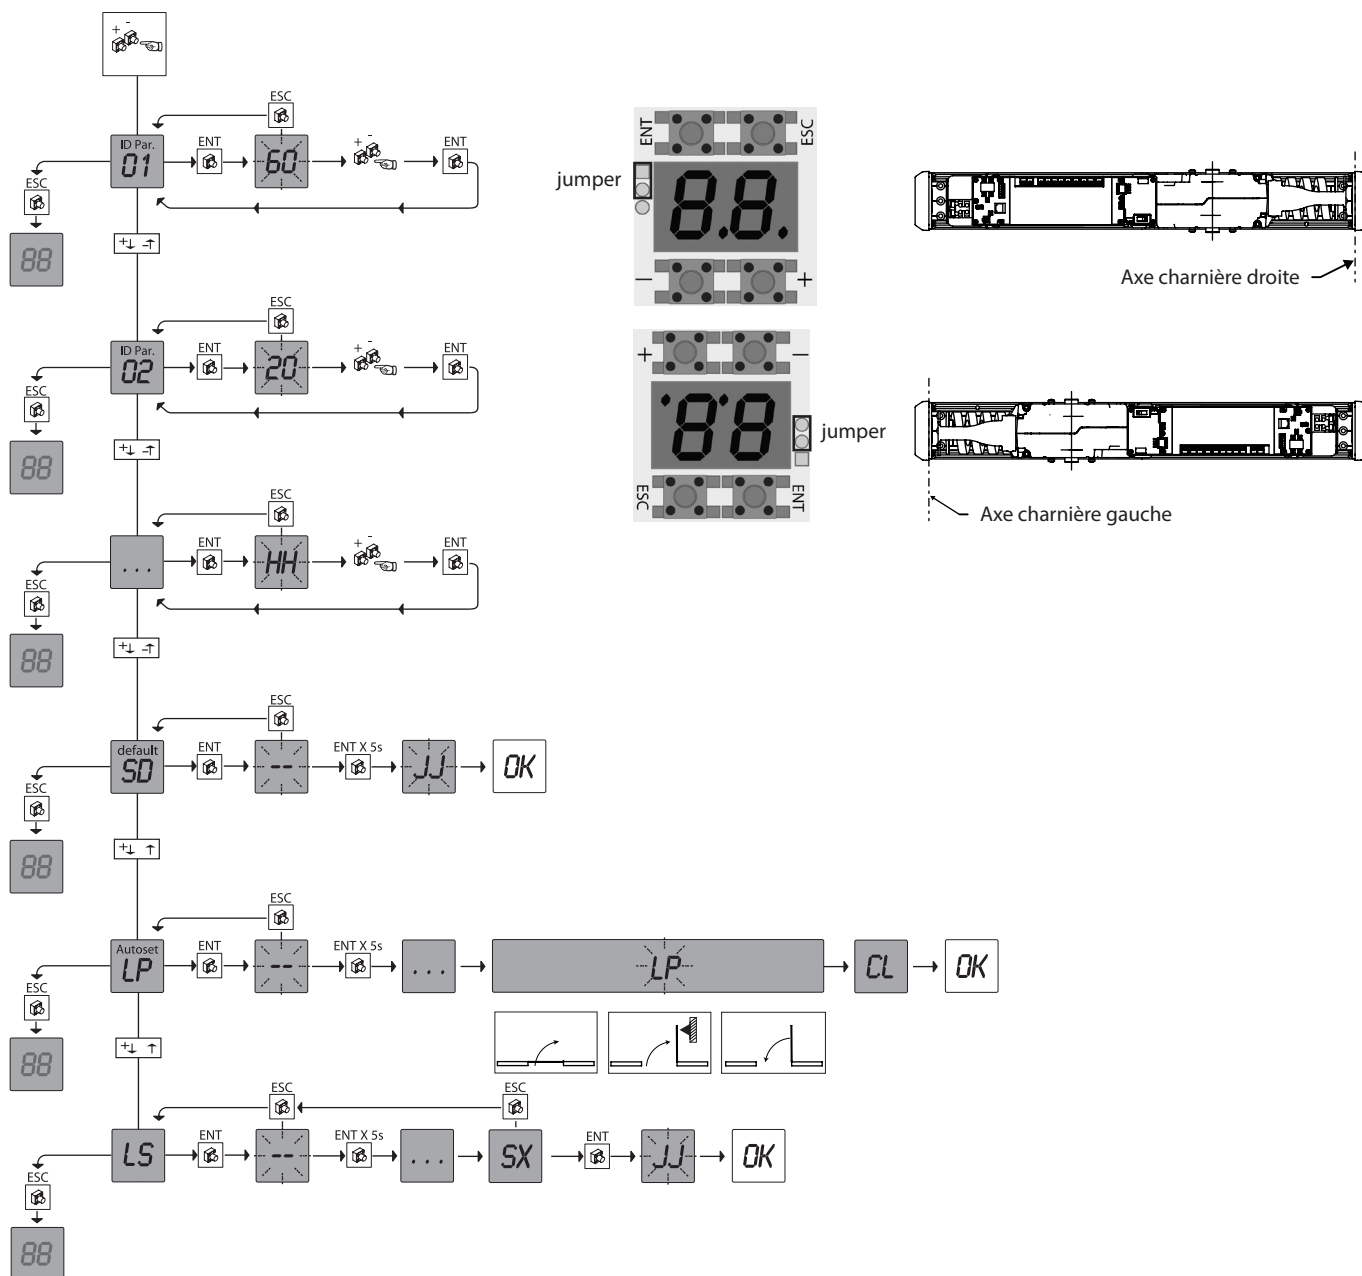 + -
ESC
ID Par.
01
ENT
60
+ -
ENT
ESC
88
+ -
ESC
ID Par.
02
ENT
20
+ -
ENT
ESC
88
+ -
ESC
...
ENT
HH
+ -
ENT
ESC
88
+ -
ESC
default
SD
ENT
--
ENT X 5s
JJ
OK
ESC
88
+
ESC
Autoset
LP
ENT
--
ENT X 5s
...
LP
CL
OK
ESC
88
+
ESC
ESC
LS
ENT
--
ENT X 5s
...
SX
ENT
JJ
OK
ESC
88
ENT
ESC
jumper
8.8.
− +
+ −
88
jumper
ESC
ENT
Axe charnière droite
Axe charnière gauche